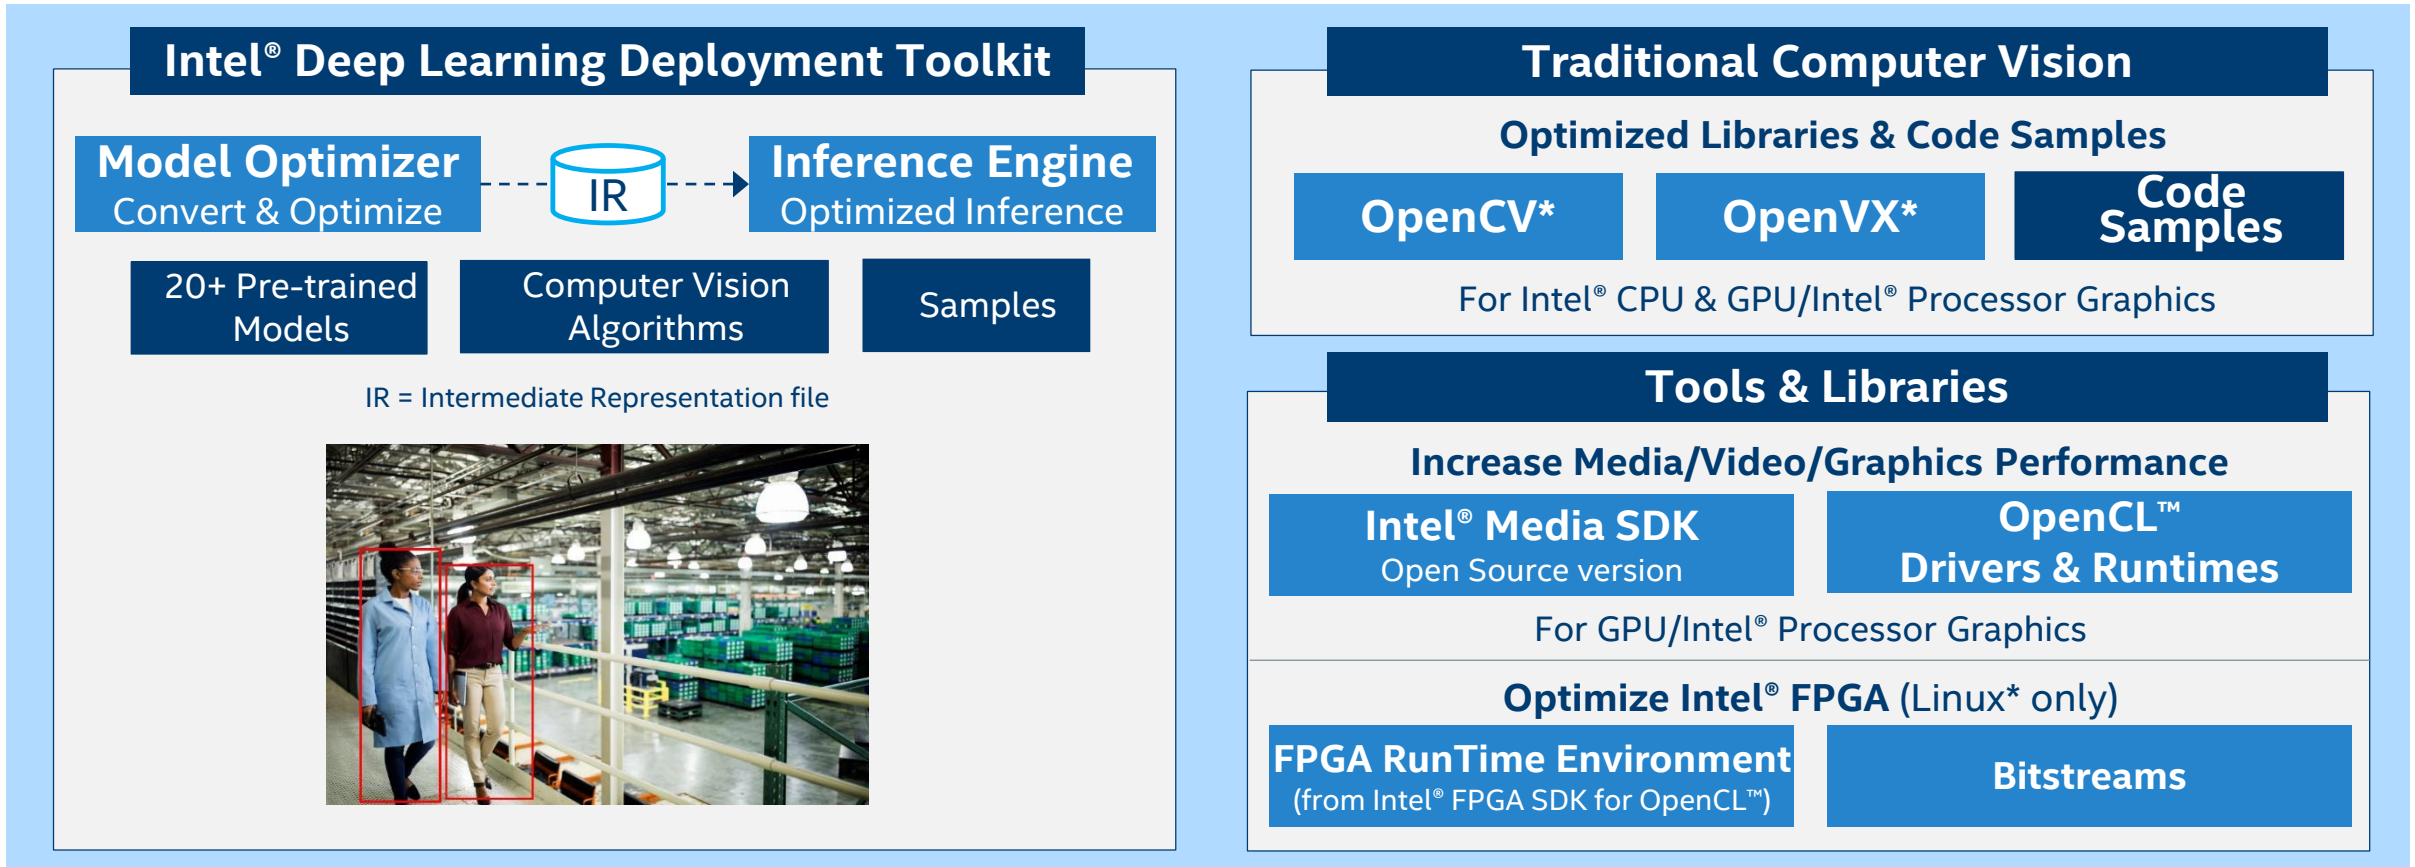 Intel® Deep Learning Deployment Toolkit
Model Optimizer
Convert & Optimize
IR
Inference Engine
Optimized Inference
20+ Pre-trained
Models
Computer Vision
Algorithms
Samples
IR = Intermediate Representation file
Traditional Computer Vision
Optimized Libraries & Code Samples
OpenCV*
OpenVX*
Code
Samples
For Intel® CPU & GPU/Intel® Processor Graphics
Tools & Libraries
Increase Media/Video/Graphics Performance
Intel® Media SDK
Open Source version
OpenCL™
Drivers & Runtimes
For GPU/Intel® Processor Graphics
Optimize Intel® FPGA (Linux* only)
FPGA RunTime Environment
(from Intel® FPGA SDK for OpenCL™)
Bitstreams